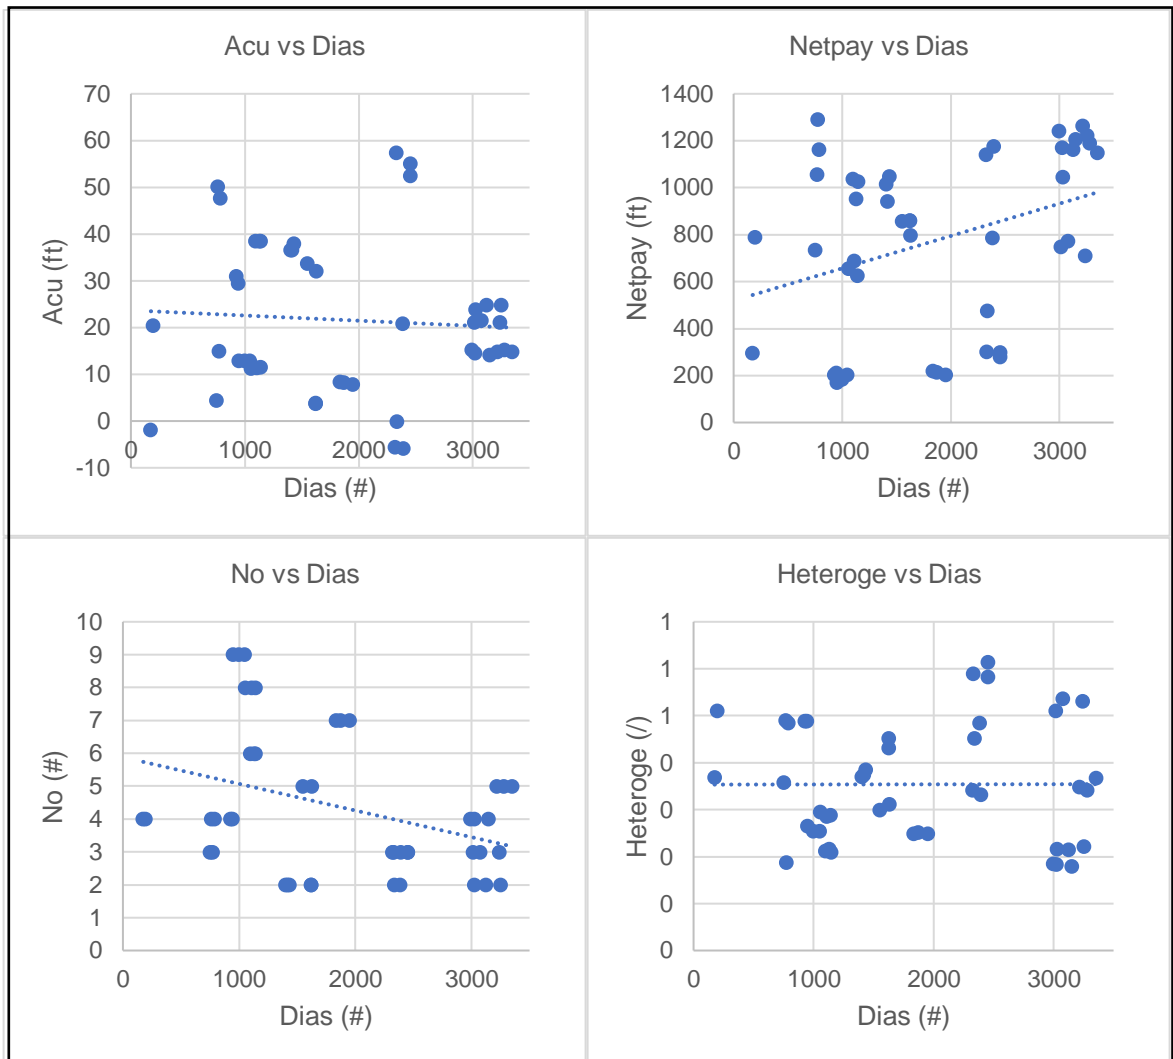 Acu vs Dias
70
60
50
40
30
20
10
0
-10
0 1000 2000 3000
Acu (ft)
Dias (#)
Netpay vs Dias
1400
1200
1000
800
600
400
200
0
0 1000 2000 3000
Netpay (ft)
Dias (#)
No vs Dias
10
9
8
7
6
5
4
3
2
1
0
0 1000 2000 3000
No (#)
Dias (#)
Heteroge vs Dias
1
1
1
0
0
0
0
0
0 1000 2000 3000
Heteroge (/)
Dias (#)